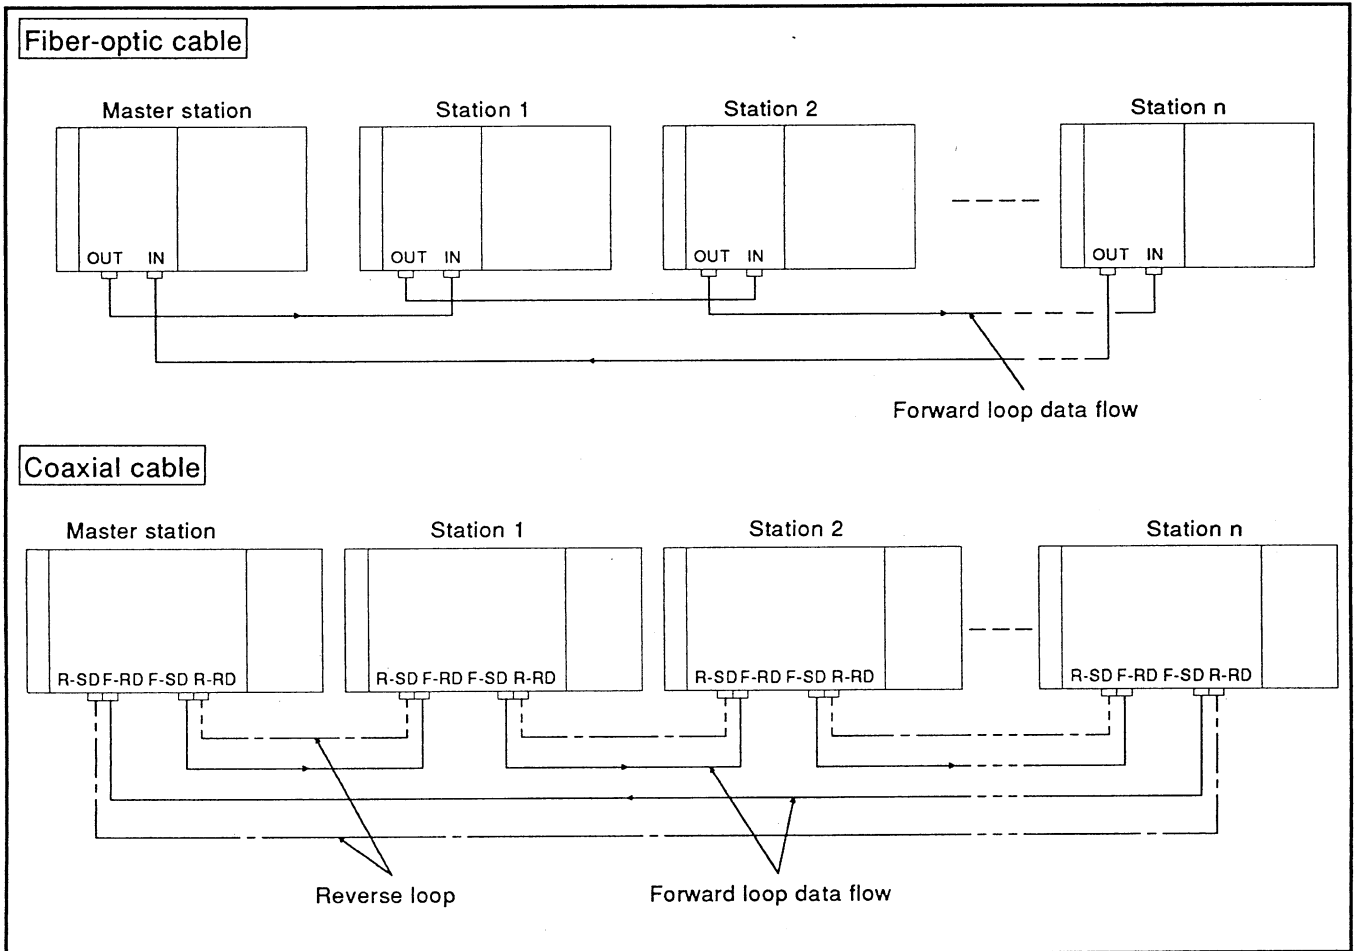 Fiber-optic cable
Master station
Station 1
Station 2
Station n
OUT IN
OUT IN
OUT IN
OUT IN
Forward loop data flow
Coaxial cable
Master station
Station 1
Station 2
Station n
R-SD F-RD F-SD R-RD
R-SD F-RD F-SD R-RD
R-SD F-RD F-SD R-RD
R-SD F-RD F-SD R-RD
Reverse loop
Forward loop data flow